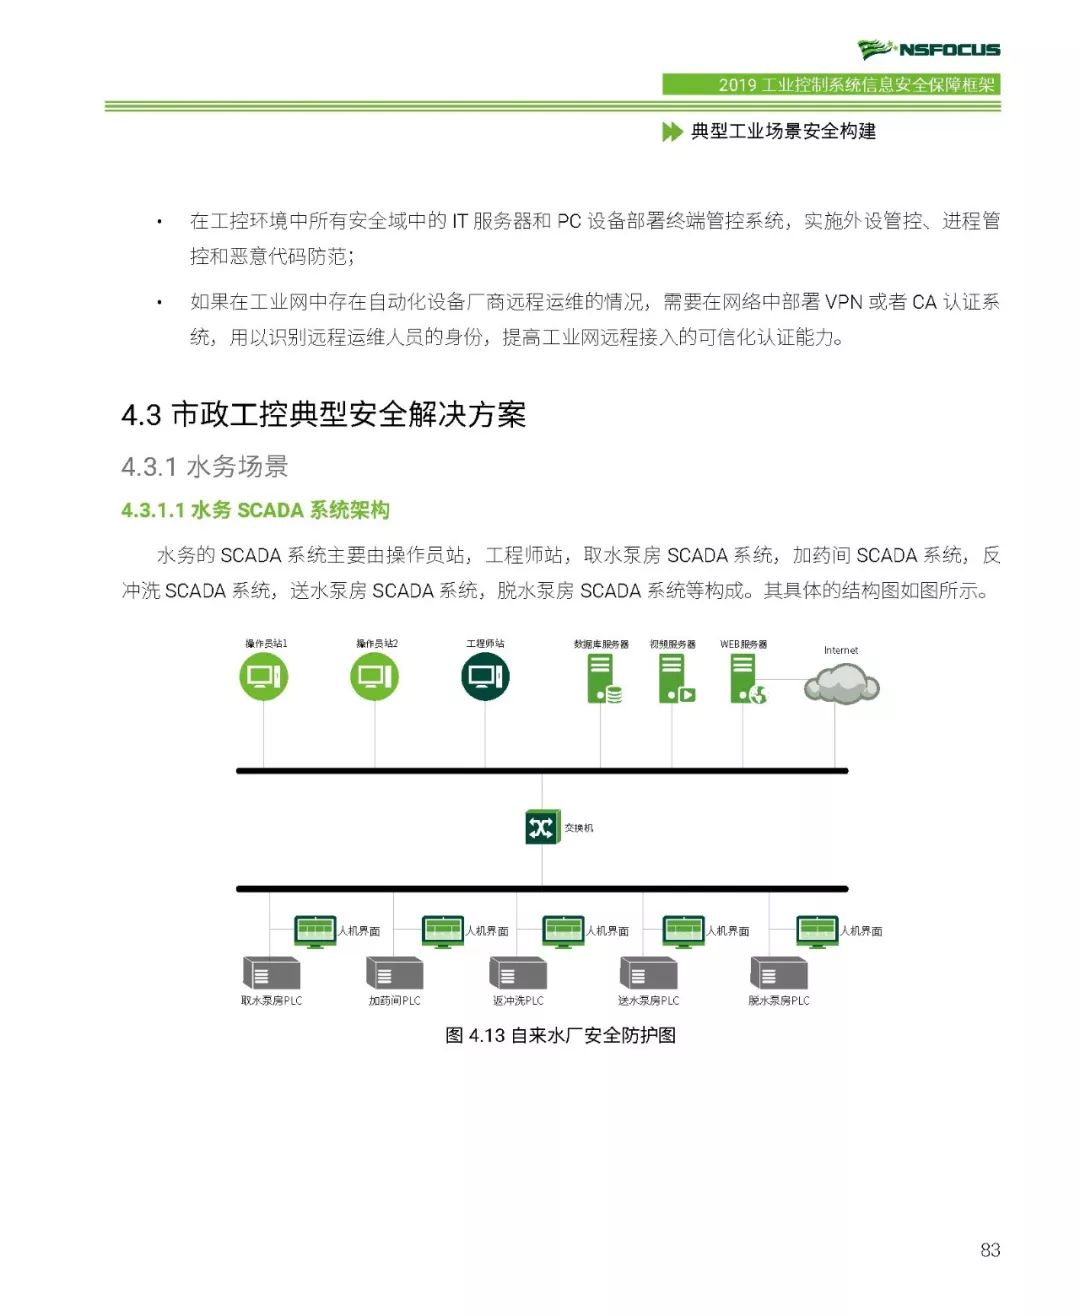 NSFOCUS
2019 工业控制系统信息安全保障框架
典型工业场景安全构建
• 在工控环境中所有安全域中的 IT 服务器和 PC 设备部署终端管控系统，实施外设管控、进程管
控和恶意代码防范；
• 如果在工业网中存在自动化设备厂商远程运维的情况，需要在网络中部署 VPN 或者 CA 认证系
统，用以识别远程运维人员的身份，提高工业网远程接入的可信化认证能力。
4.3 市政工控典型安全解决方案
4.3.1 水务场景
4.3.1.1 水务 SCADA 系统架构
水务的 SCADA 系统主要由操作员站，工程师站，取水泵房 SCADA 系统，加药间 SCADA 系统，反
冲洗 SCADA 系统，送水泵房 SCADA 系统，脱水泵房 SCADA 系统等构成。其具体的结构图如图所示。
操作员站1 操作员站2 工程师站 数据库服务器 视频服务器 WEB服务器 Internet
交换机
人机界面 人机界面 人机界面 人机界面 人机界面
取水泵房PLC 加药间PLC 返冲洗PLC 送水泵房PLC 脱水泵房PLC
图 4.13 自来水厂安全防护图
83